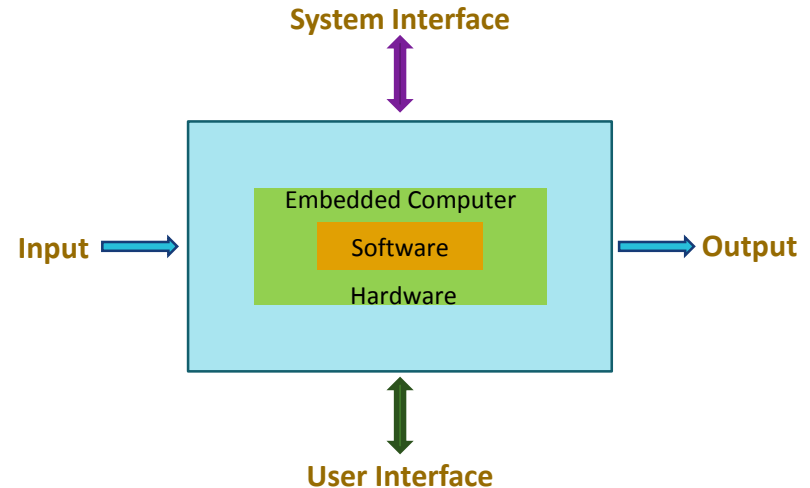 System Interface
Embedded Computer
Input
Software
Output
Hardware
User Interface